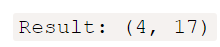 Result: (4, 17)